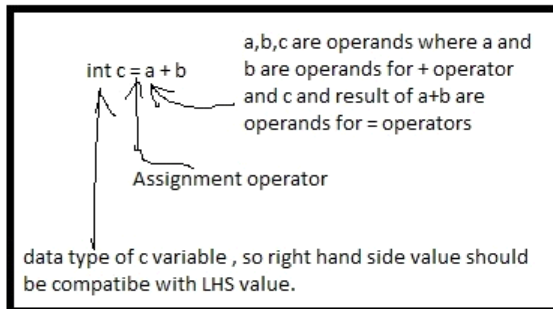 a,b,c are operands where a and
int c = a + b
b are operands for + operator
and c and result of a+b are
operands for = operators
Assignment operator
data type of c variable , so right hand side value should
be compatibe with LHS value.